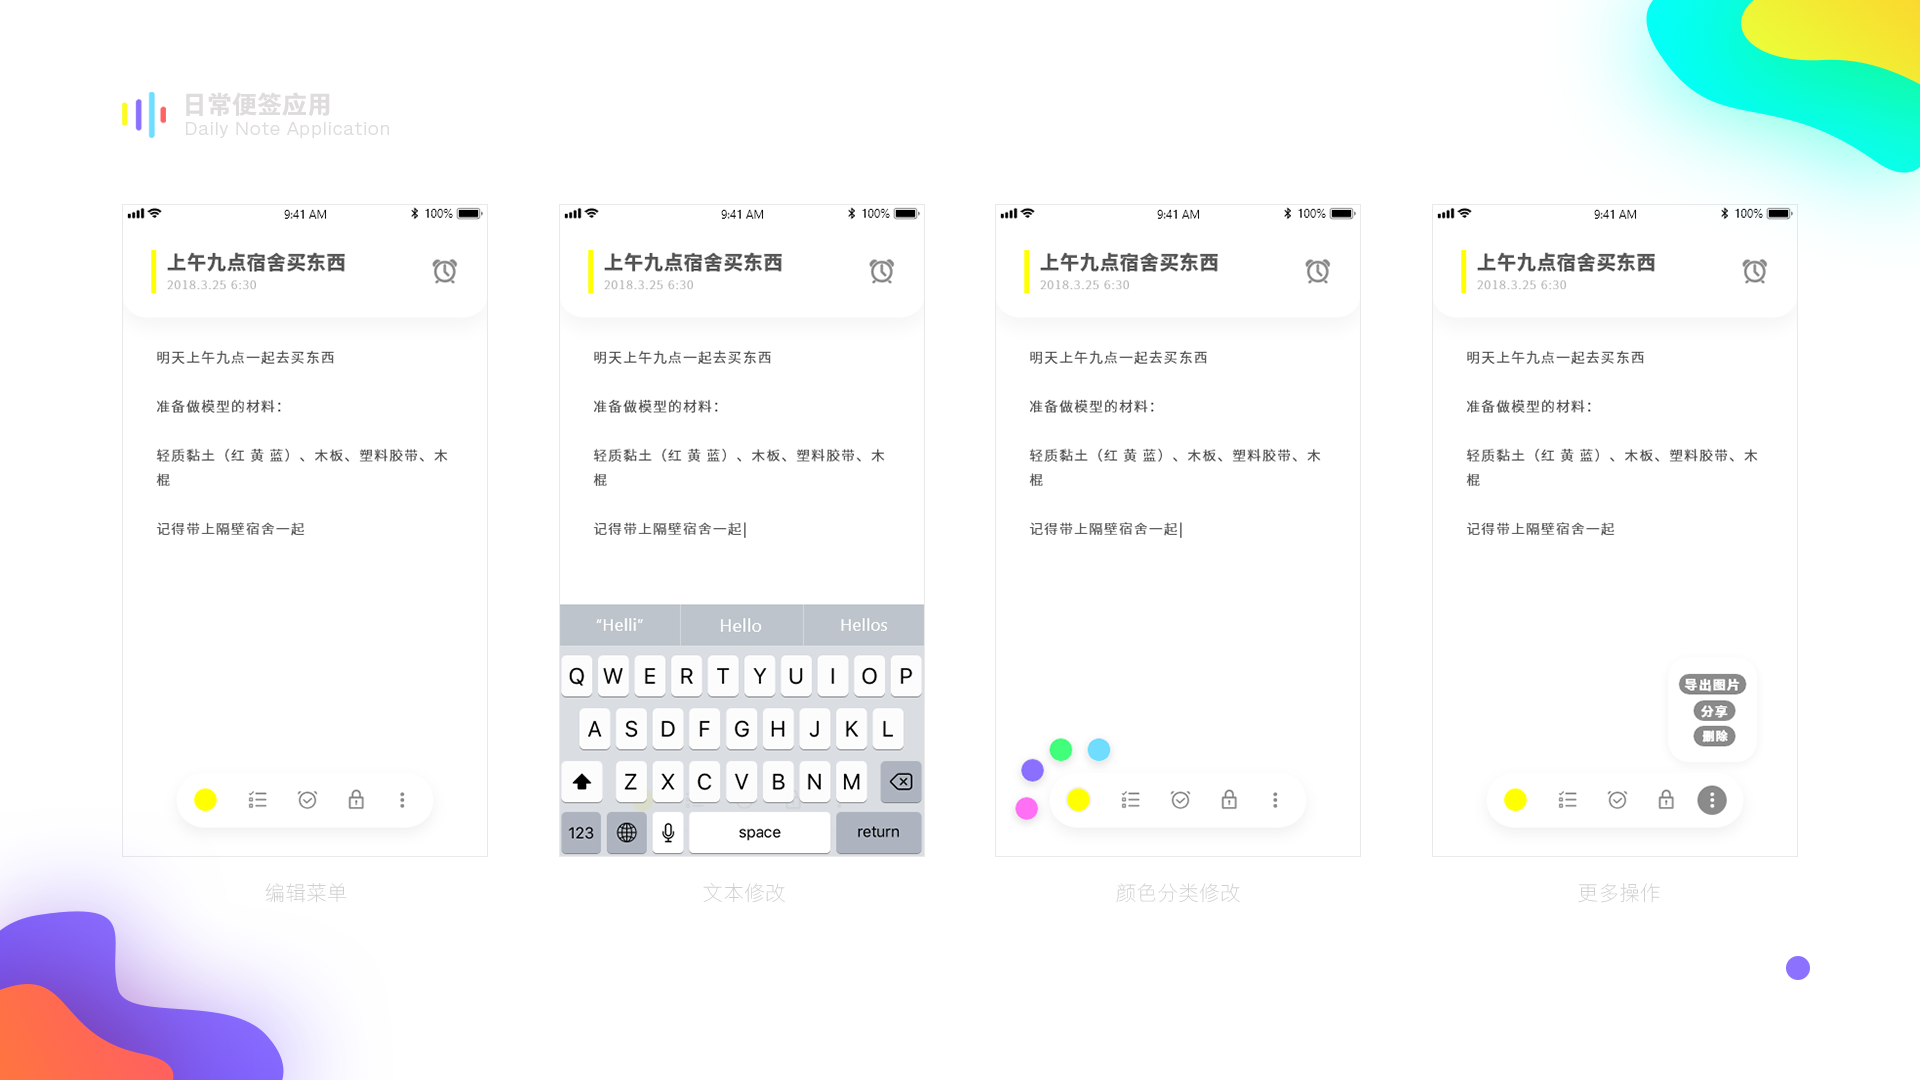 日常便签应用
Daily Note Application
9:41 AM
100%
上午九点宿舍买东西
2018.3.25 6:30
明天上午九点一起去买东西
准备做模型的材料：
轻质黏土（红 黄 蓝）、木板、塑料胶带、木
棍
记得带上隔壁宿舍一起
编辑菜单
9:41 AM
100%
上午九点宿舍买东西
2018.3.25 6:30
明天上午九点一起去买东西
准备做模型的材料：
轻质黏土（红 黄 蓝）、木板、塑料胶带、木
棍
记得带上隔壁宿舍一起
“Helli” Hello Hellos
Q W E R T Y U I O P
A S D F G H J K L
Z X C V B N M
123 space return
文本修改
9:41 AM
100%
上午九点宿舍买东西
2018.3.25 6:30
明天上午九点一起去买东西
准备做模型的材料：
轻质黏土（红 黄 蓝）、木板、塑料胶带、木
棍
记得带上隔壁宿舍一起
颜色分类修改
9:41 AM
100%
上午九点宿舍买东西
2018.3.25 6:30
明天上午九点一起去买东西
准备做模型的材料：
轻质黏土（红 黄 蓝）、木板、塑料胶带、木
棍
记得带上隔壁宿舍一起
导出图片
分享
删除
更多操作